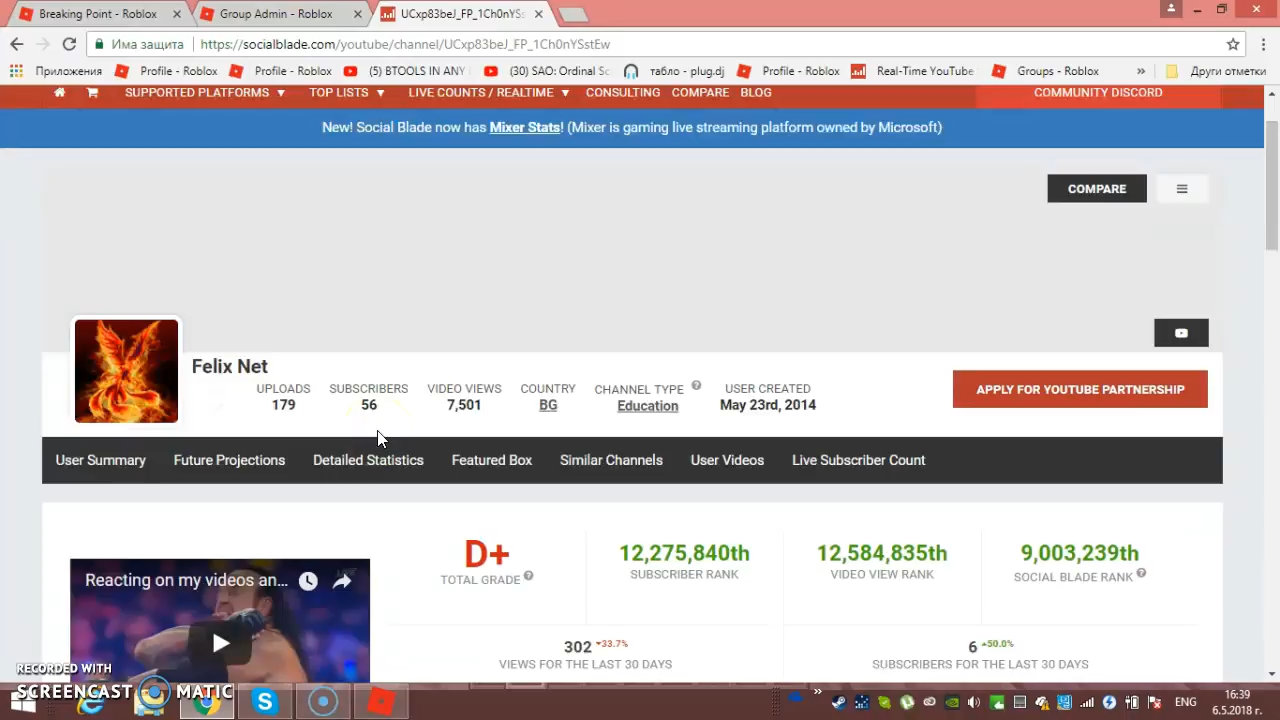 Breaking Point - Roblox
Group Admin - Roblox
UCxp83beJ_FP_1Ch0nYSs
Има защита
https://socialblade.com/youtube/channel/UCxp83beJ_FP_1Ch0nYSstEw
Приложения
Profile - Roblox
Profile - Roblox
(5) BTOOLS IN ANY
(30) SAO: Ordinal Sc
табло - plug.dj
Profile - Roblox
Real-Time YouTube
Groups - Roblox
»
Други отметки
SUPPORTED PLATFORMS
TOP LISTS
LIVE COUNTS / REALTIME
CONSULTING
COMPARE
BLOG
COMMUNITY DISCORD
New! Social Blade now has Mixer Stats! (Mixer is gaming live streaming platform owned by Microsoft)
COMPARE
Felix Net
UPLOADS
179
SUBSCRIBERS
56
VIDEO VIEWS
7,501
COUNTRY
BG
CHANNEL TYPE
Education
USER CREATED
May 23rd, 2014
APPLY FOR YOUTUBE PARTNERSHIP
User Summary
Future Projections
Detailed Statistics
Featured Box
Similar Channels
User Videos
Live Subscriber Count
D+
TOTAL GRADE
12,275,840th
SUBSCRIBER RANK
12,584,835th
VIDEO VIEW RANK
9,003,239th
SOCIAL BLADE RANK
Reacting on my videos an...
302 33.7%
VIEWS FOR THE LAST 30 DAYS
6 50.0%
SUBSCRIBERS FOR THE LAST 30 DAYS
RECORDED WITH
SCREENCAST MATIC
ЕНГ
16:39
6.5.2018 г.